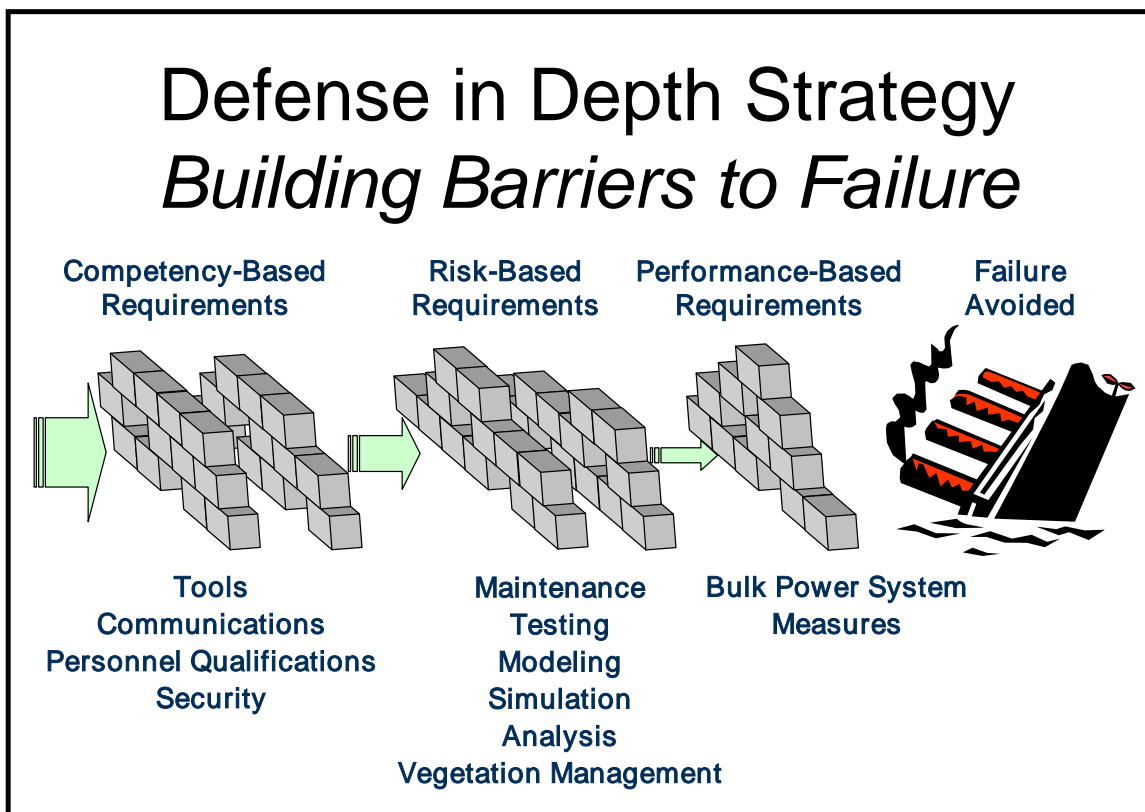 Defense in Depth Strategy
Building Barriers to Failure
Competency-Based
Requirements
Risk-Based
Requirements
Performance-Based
Requirements
Failure
Avoided
Tools
Communications
Personnel Qualifications
Security
Maintenance
Testing
Modeling
Simulation
Analysis
Vegetation Management
Bulk Power System
Measures